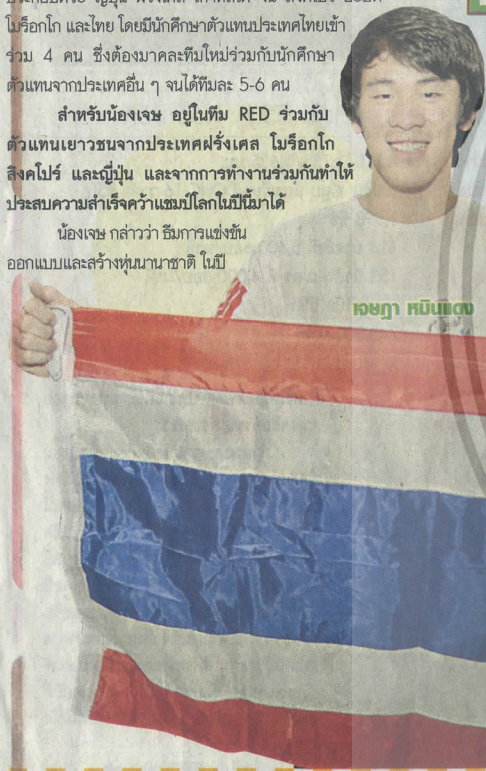 โมร็อกโก และไทย โดยมีนักศึกษาตัวแทนประเทศไทยเข้า
ร่วม 4 คน ซึ่งต้องมาคละทีมใหม่ร่วมกับนักศึกษา
ตัวแทนจากประเทศอื่น ๆ จนได้ทีมละ 5-6 คน
สำหรับน้องเจษ อยู่ในทีม RED ร่วมกับ
ตัวแทนเยาวชนจากประเทศฝรั่งเศส โมร็อกโก
สิงคโปร์ และญี่ปุ่น และจากการทำงานร่วมกันทำให้
ประสบความสำเร็จคว้าแชมป์โลกในปีนี้มาได้
น้องเจษ กล่าวว่า ธีมการแข่งขัน
ออกแบบและสร้างหุ่นนานาชาติ ในปี
เจษฎา หมินแดง